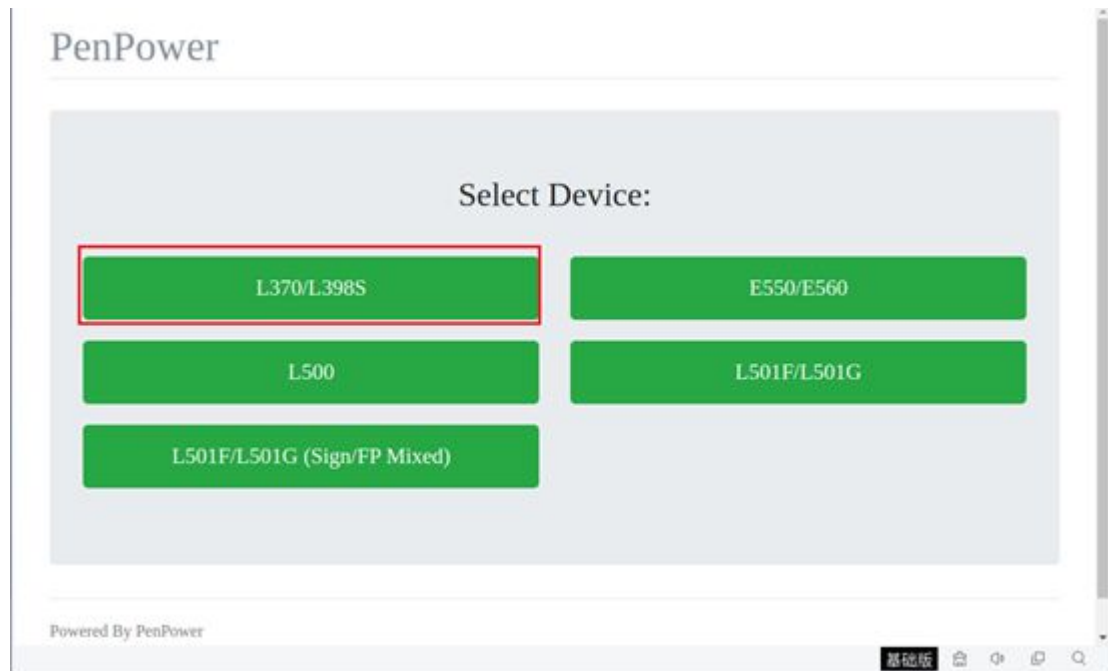 PenPower
Select Device:
L370/L398S
E550/E560
L500
L501F/L501G
L501F/L501G (Sign/FP Mixed)
Powered By PenPower
基础版